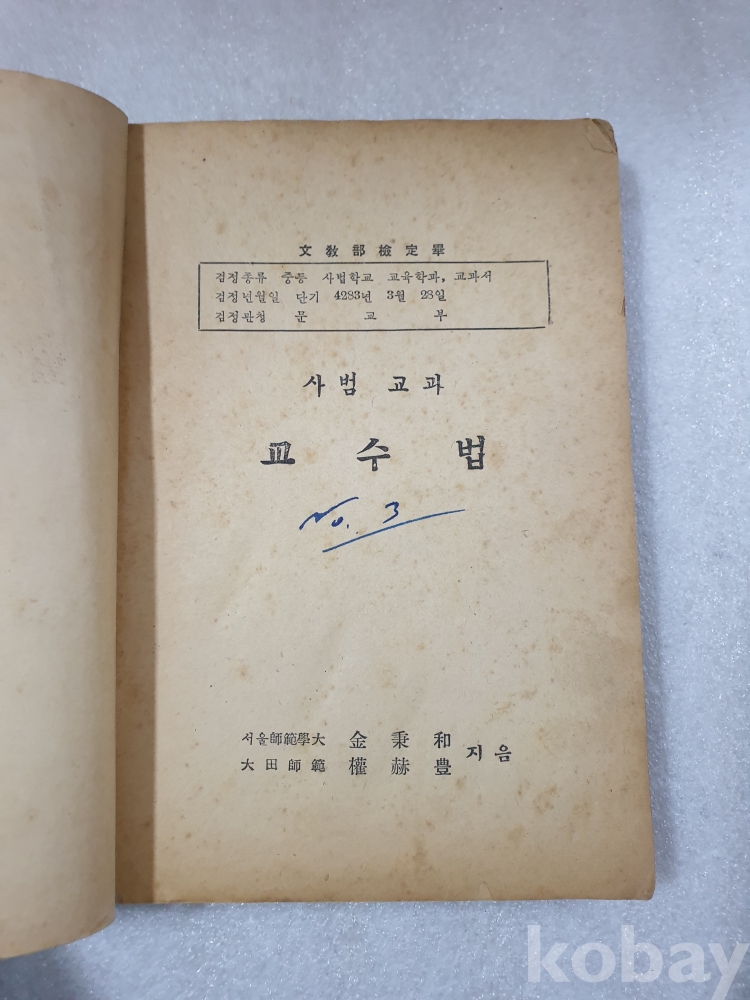 文敎部檢定畢
검정종류 중등 사범학교 교육학과, 교과서
검정년월일 단기 4283년 3월 28일
검정관청 문 교 부
사범 교과
교 수 법
No. 3
서울師範學大 金 秉 和
大田師範 權 赫 豊 지음
kobay